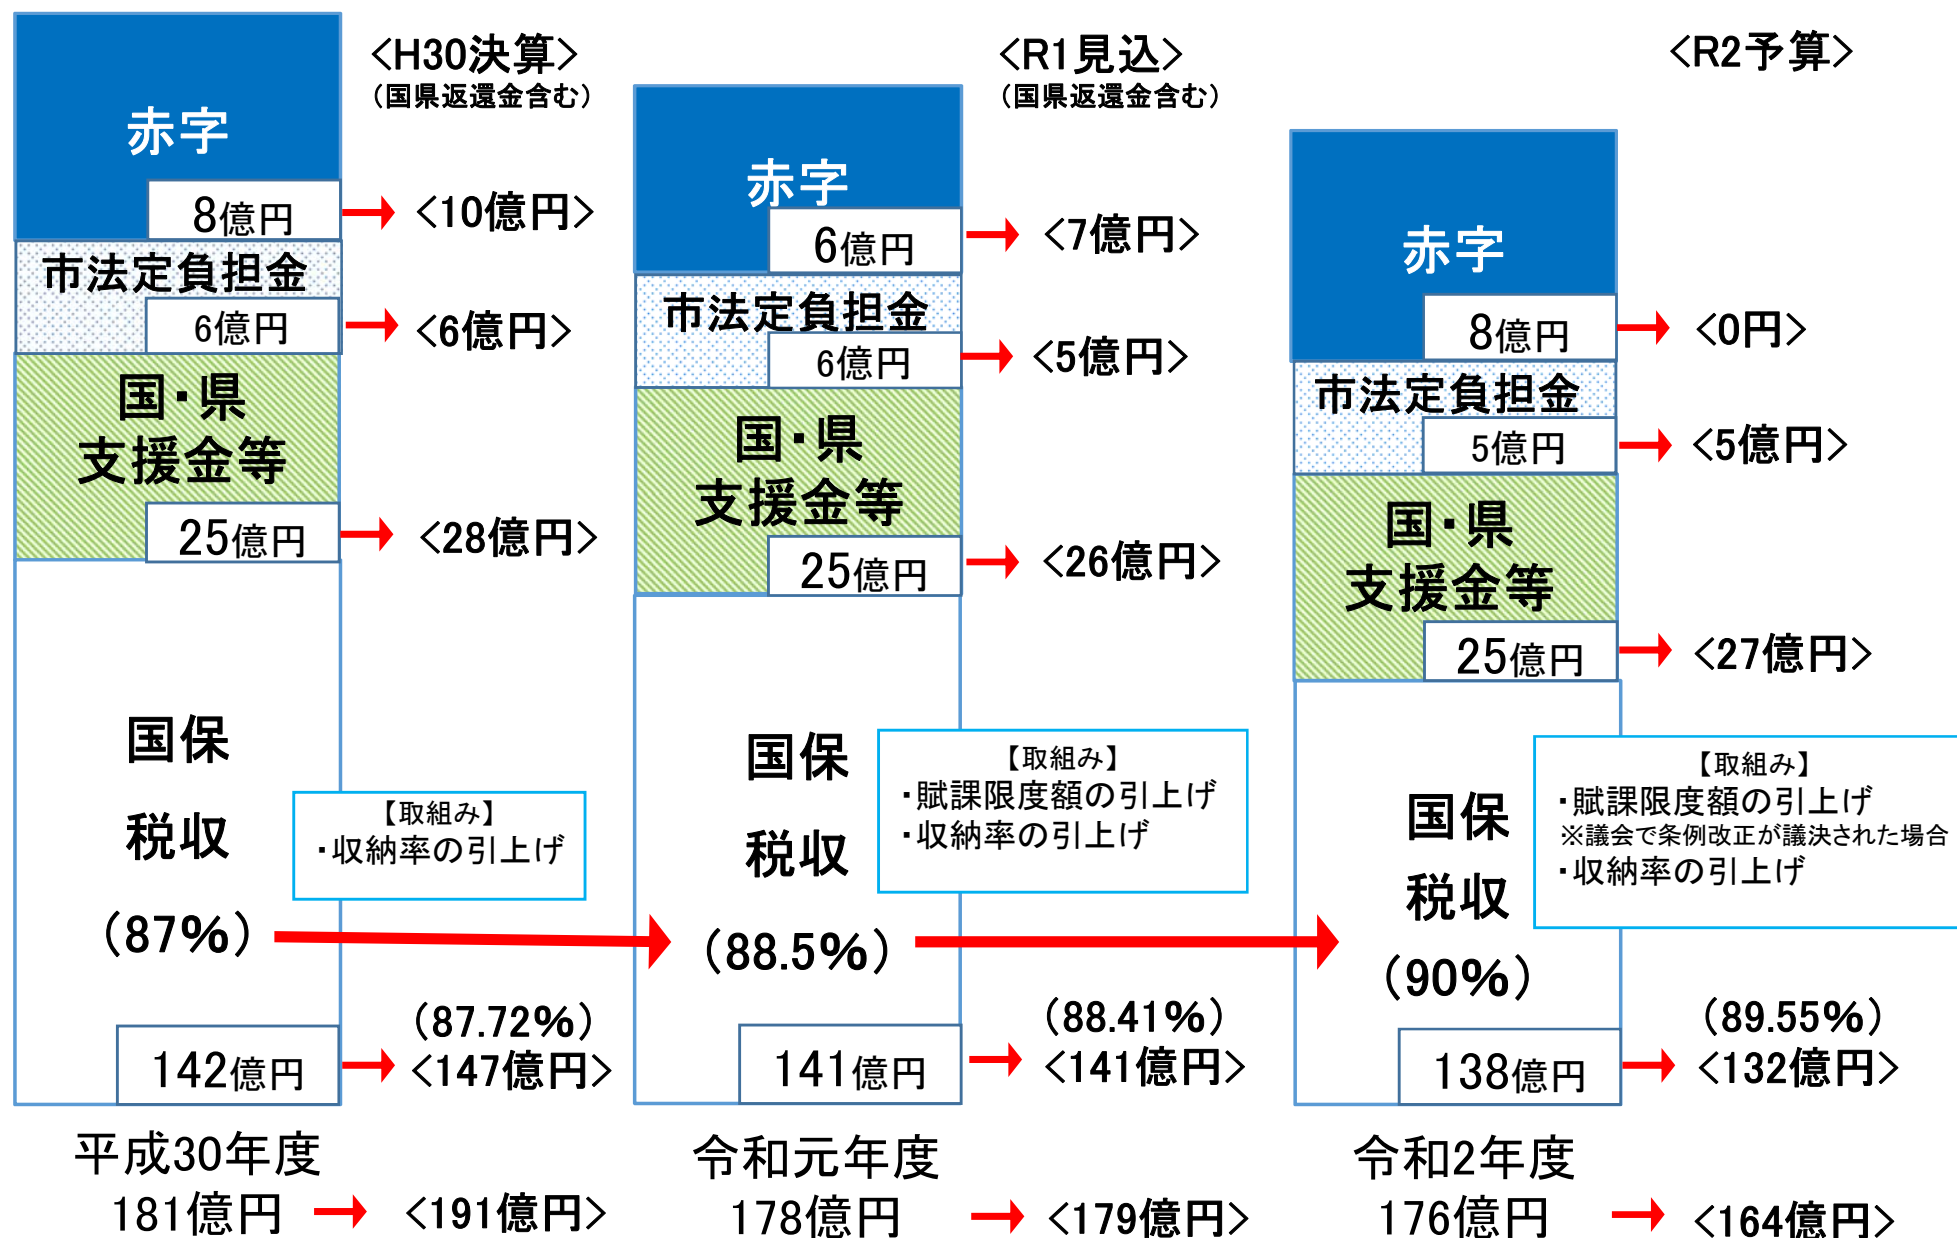 <H30決算>
(国県返還金含む)
赤字
8億円
<10億円>
市法定負担金
6億円
<6億円>
国・県
支援金等
25億円
<28億円>
国保
税収
(87%)
【取組み】
・収納率の引上げ
(87.72%)
142億円
<147億円>
平成30年度
181億円
<191億円>
<R1見込>
(国県返還金含む)
赤字
6億円
<7億円>
市法定負担金
6億円
<5億円>
国・県
支援金等
25億円
<26億円>
国保
税収
(88.5%)
【取組み】
・賦課限度額の引上げ
・収納率の引上げ
(88.41%)
141億円
<141億円>
令和元年度
178億円
<179億円>
<R2予算>
赤字
8億円
<0円>
市法定負担金
5億円
<5億円>
国・県
支援金等
25億円
<27億円>
国保
税収
(90%)
【取組み】
・賦課限度額の引上げ
※議会で条例改正が議決された場合
・収納率の引上げ
(89.55%)
138億円
<132億円>
令和2年度
176億円
<164億円>